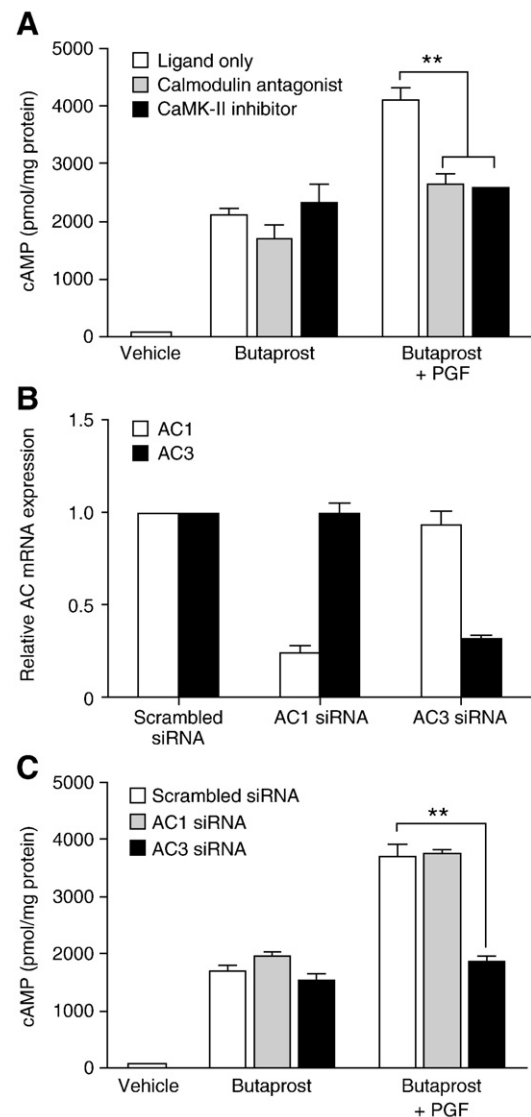 A
5000
4000
3000
2000
1000
0
cAMP (pmol/mg protein)
Ligand only
Calmodulin antagonist
CaMK-II inhibitor
**
Vehicle
Butaprost
Butaprost
+ PGF
B
1.5
1.0
0.5
0
Relative AC mRNA expression
AC1
AC3
Scrambled
siRNA
AC1 siRNA
AC3 siRNA
C
5000
4000
3000
2000
1000
0
cAMP (pmol/mg protein)
Scrambled siRNA
AC1 siRNA
AC3 siRNA
**
Vehicle
Butaprost
Butaprost
+ PGF